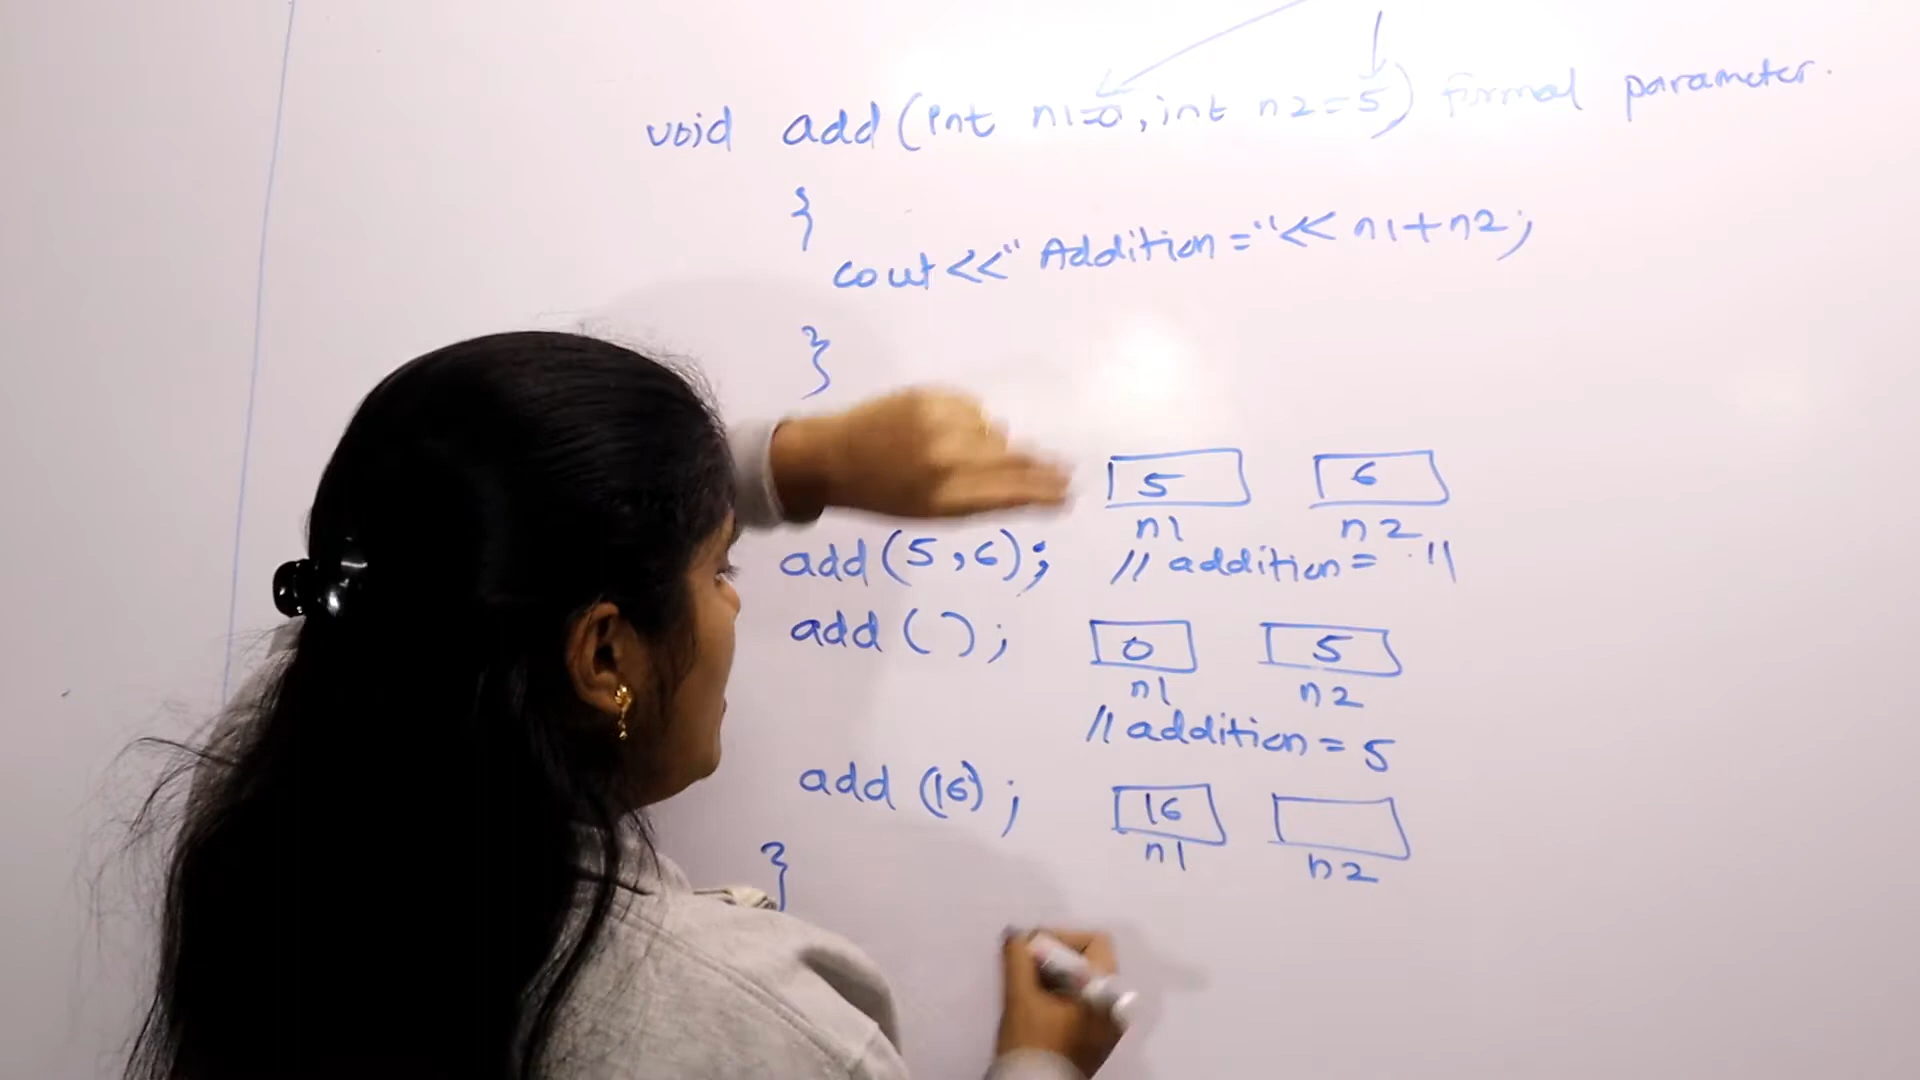 void add(int n1=0, int n2=5) formal parameter.
}
cout<<"Addition="<< n1+n2;
}
5 6
n1 n2
add(5,6); // addition= 11
add(); 0 5
n1 n2
// addition = 5
add (16); 16
n1 n2
}